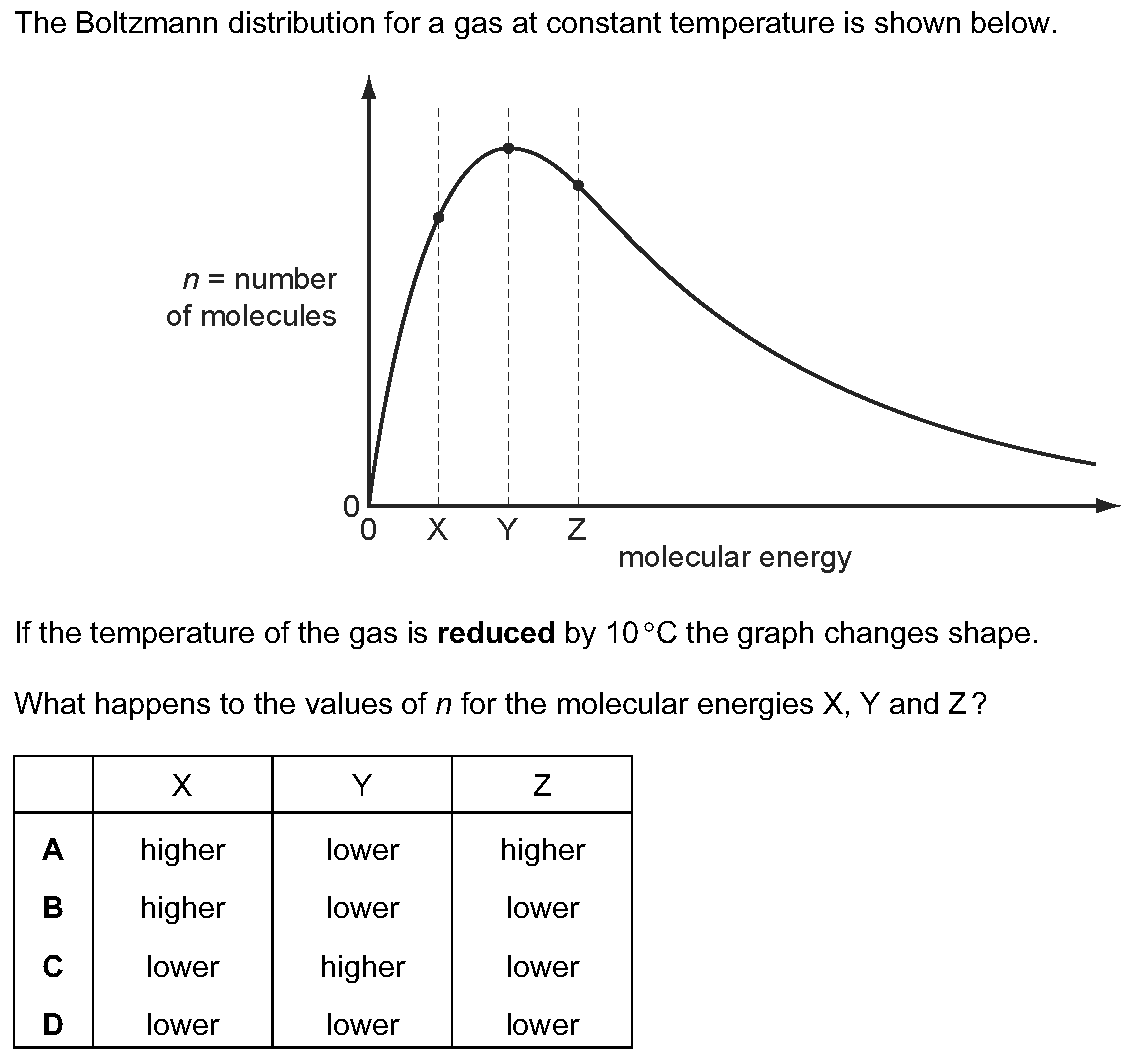 The Boltzmann distribution for a gas at constant temperature is shown below.
n = number
of molecules
0
0 X Y Z
molecular energy
If the temperature of the gas is reduced by 10 °C the graph changes shape.
What happens to the values of n for the molecular energies X, Y and Z?
X Y Z
A higher lower higher
B higher lower lower
C lower higher lower
D lower lower lower